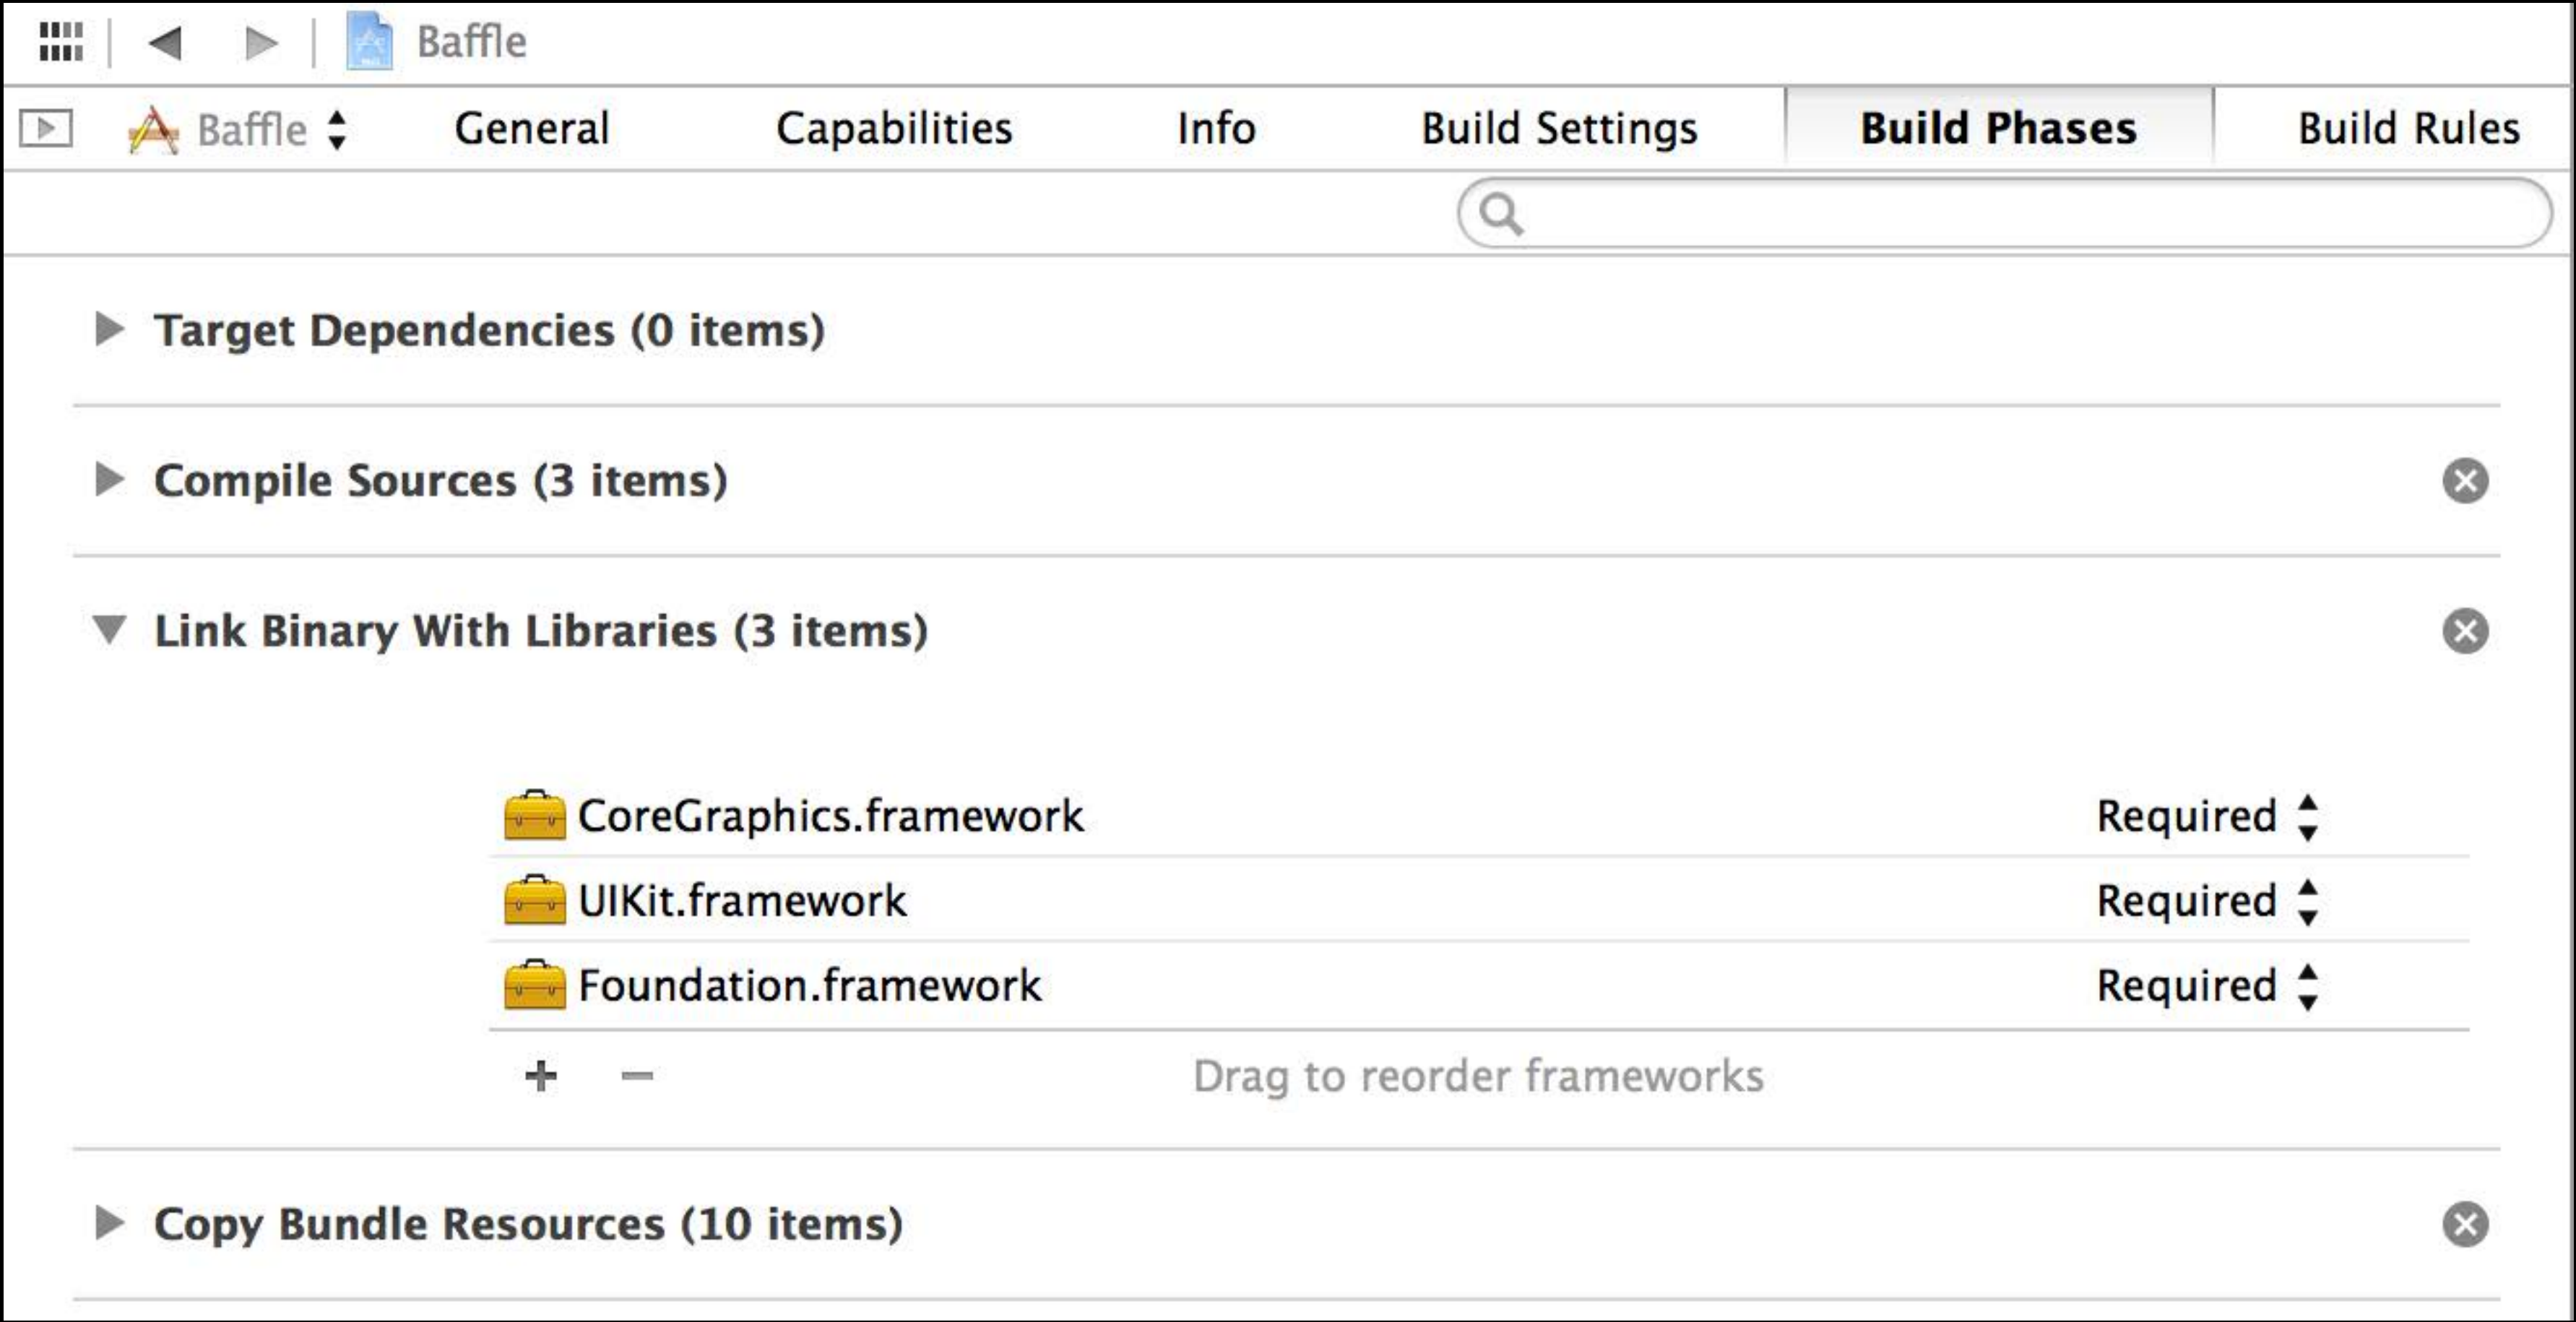 Baffle
Baffle General Capabilities Info Build Settings Build Phases Build Rules
Target Dependencies (0 items)
Compile Sources (3 items)
Link Binary With Libraries (3 items)
CoreGraphics.framework Required
UIKit.framework Required
Foundation.framework Required
Drag to reorder frameworks
Copy Bundle Resources (10 items)